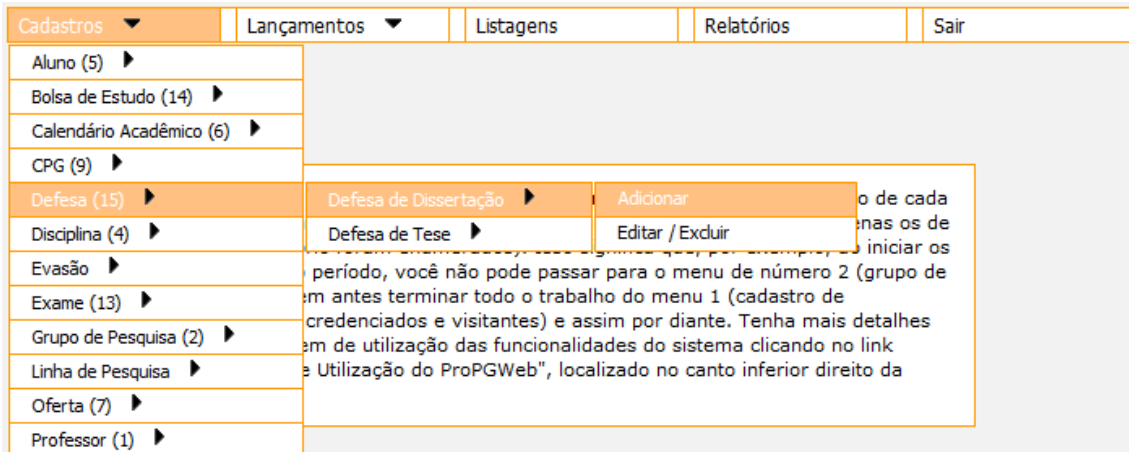 Cadastros
Lançamentos
Listagens
Relatórios
Sair
Aluno (5)
Bolsa de Estudo (14)
Calendário Acadêmico (6)
CPG (9)
Defesa (15)
Disciplina (4)
Evasão
Exame (13)
Grupo de Pesquisa (2)
Linha de Pesquisa
Oferta (7)
Professor (1)
Defesa de Dissertação
Defesa de Tese
Adicionar
Editar / Excluir
o de cada
enas os de
iniciar os
período, você não pode passar para o menu de número 2 (grupo de
em antes terminar todo o trabalho do menu 1 (cadastro de
credenciados e visitantes) e assim por diante. Tenha mais detalhes
em de utilização das funcionalidades do sistema clicando no link
e Utilização do ProPGWeb", localizado no canto inferior direito da